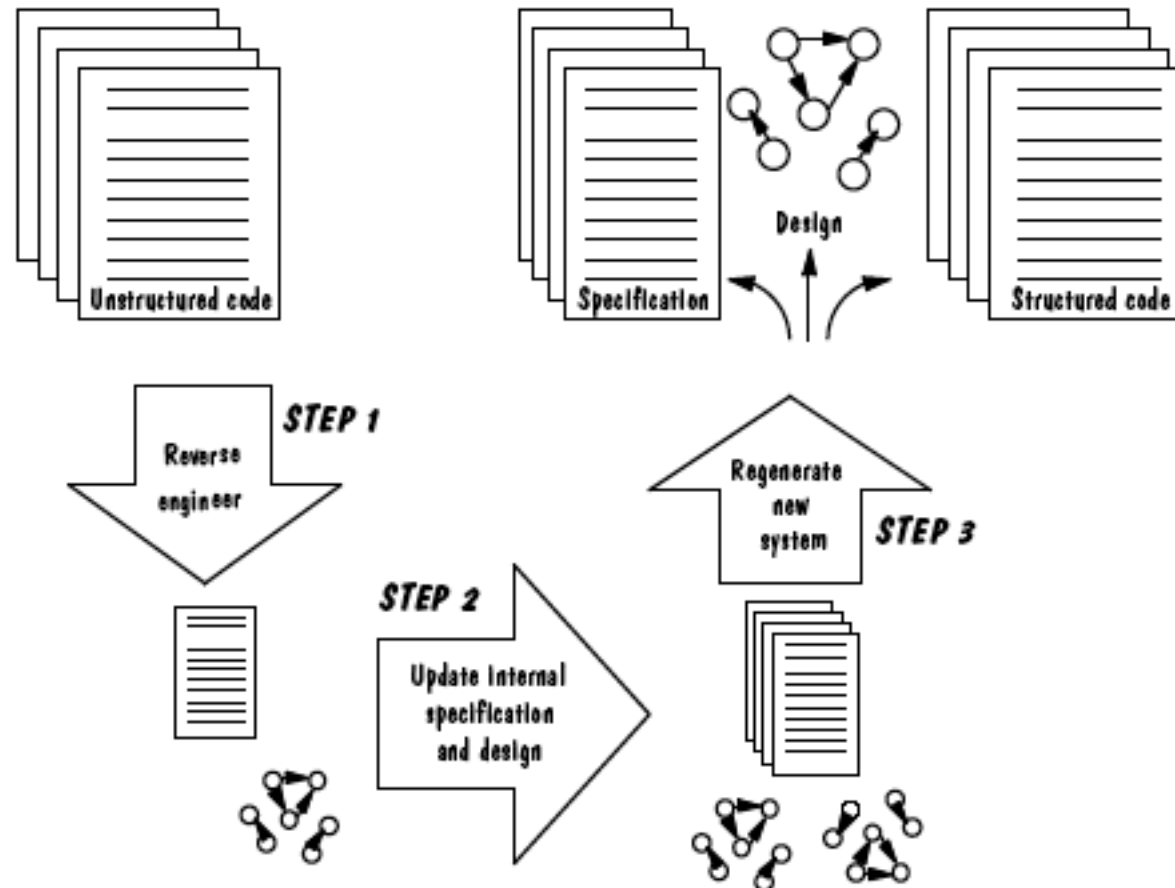 Design
Unstructured code
Specification
Structured code
STEP 1
Reverse
engineer
STEP 2
Update internal
specification
and design
Regenerate
new
system
STEP 3